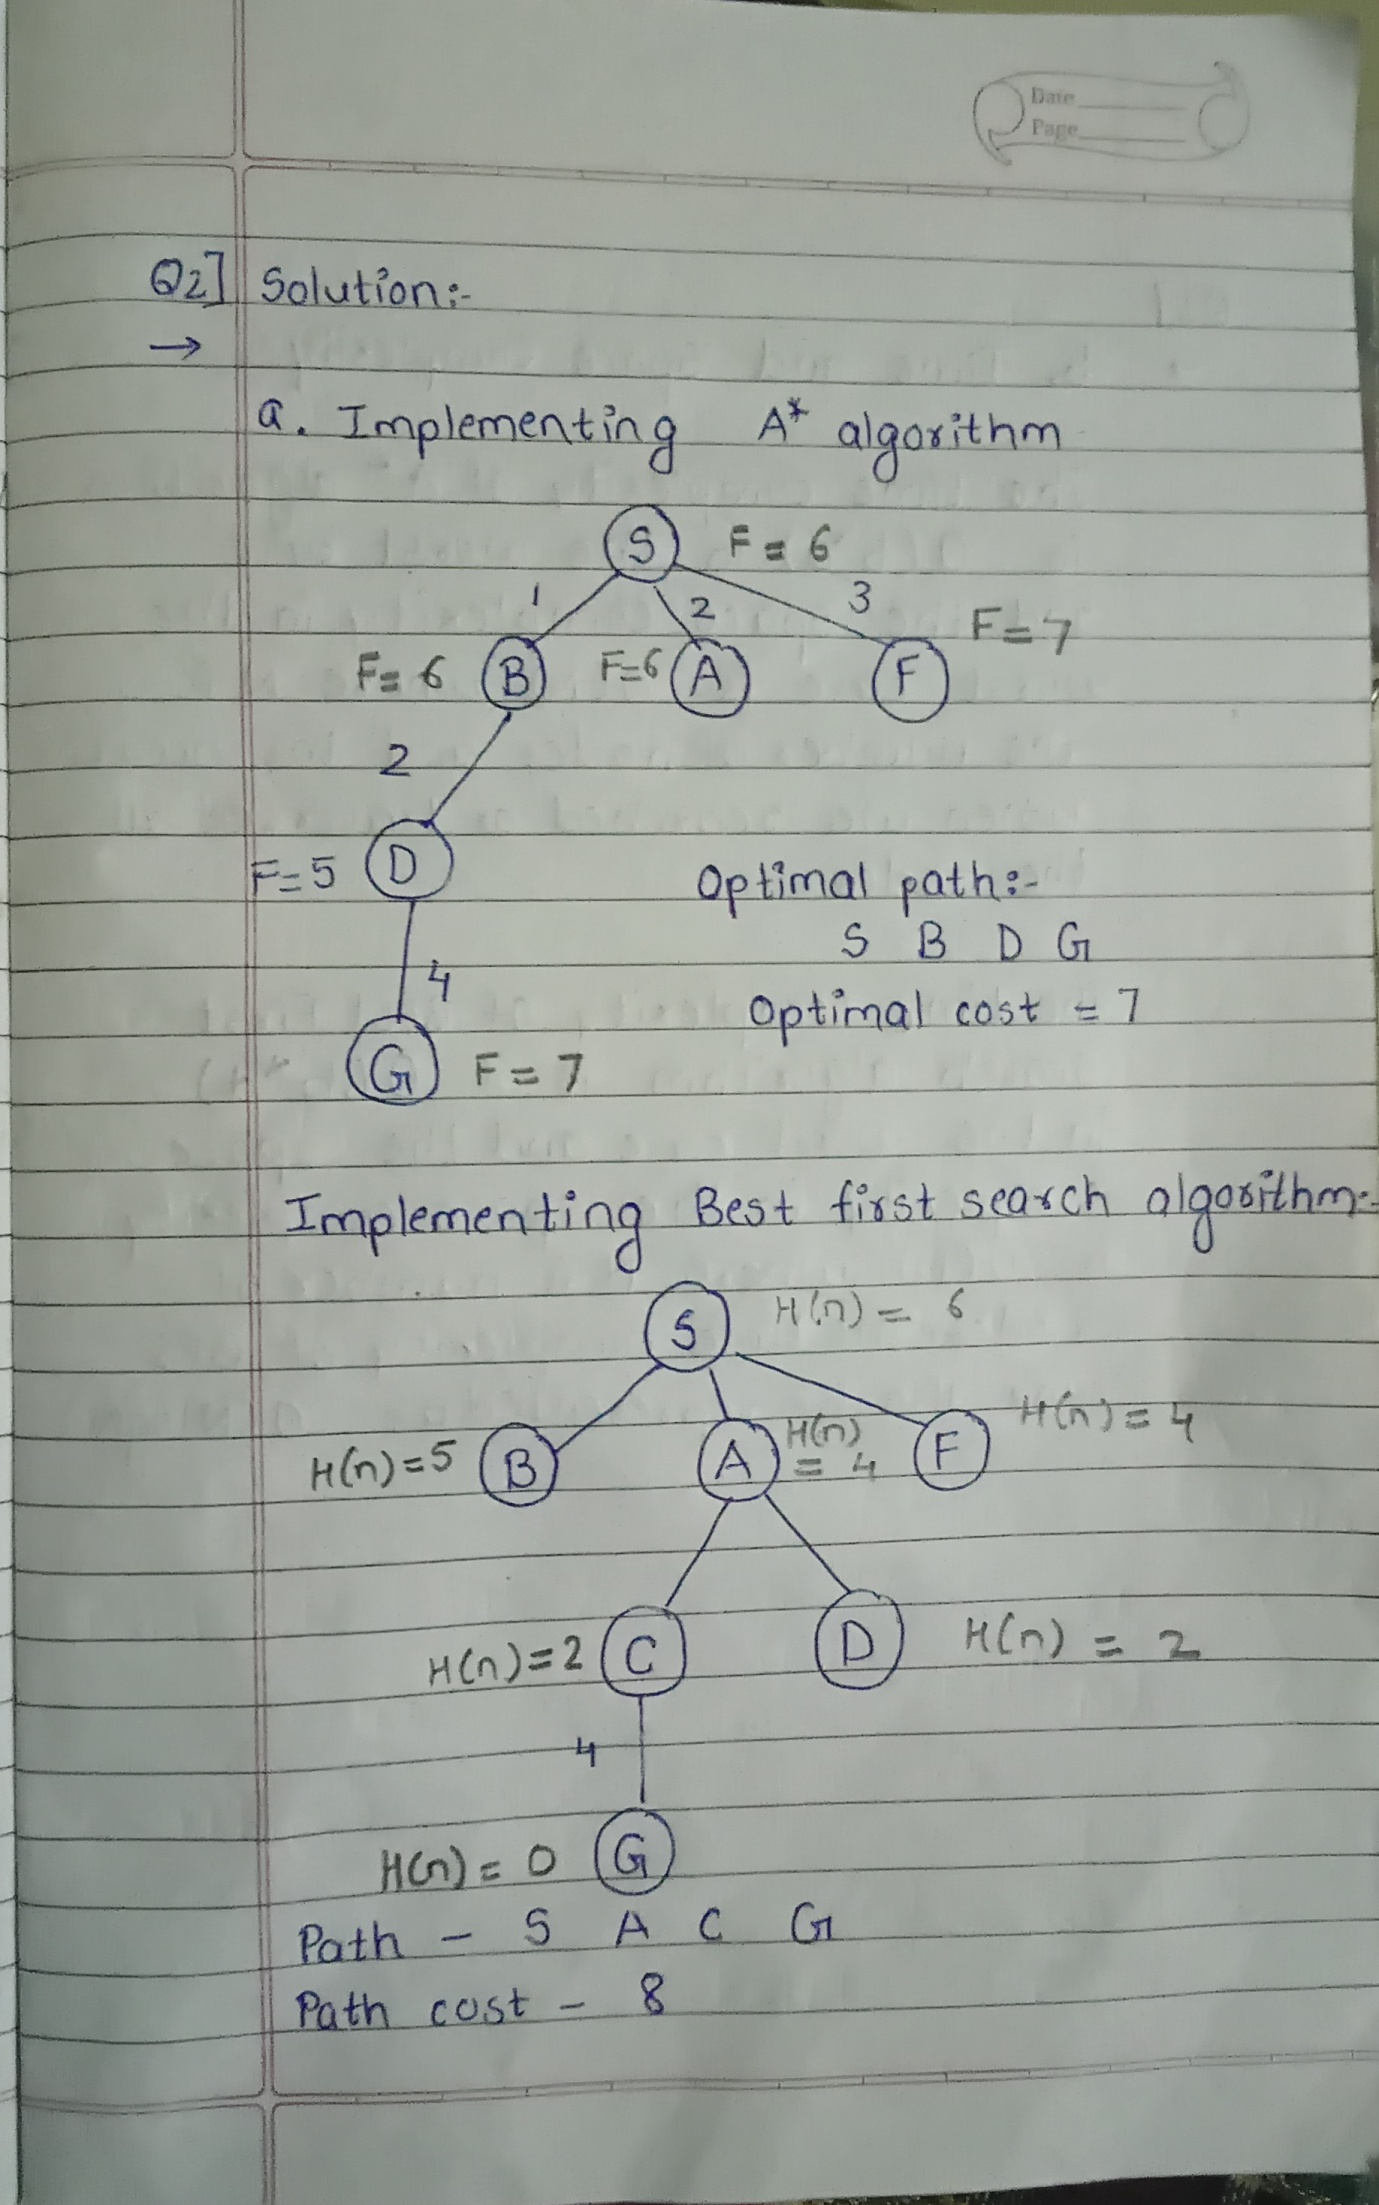 Date
Page
Q2] Solution:-
→
a. Implementing A* algorithm
S F = 6
1 2 3
F = 7
F = 6 B F=6 A F
2
F=5 D
Optimal path:-
S B D G
4
Optimal cost = 7
G F = 7
Implementing Best first search algorithm:-
S H(n) = 6
H(n) = 5 B A H(n) = 4 F H(n) = 4
H(n) = 2 C D H(n) = 2
4
H(n) = 0 G
Path - S A C G
Path cost - 8